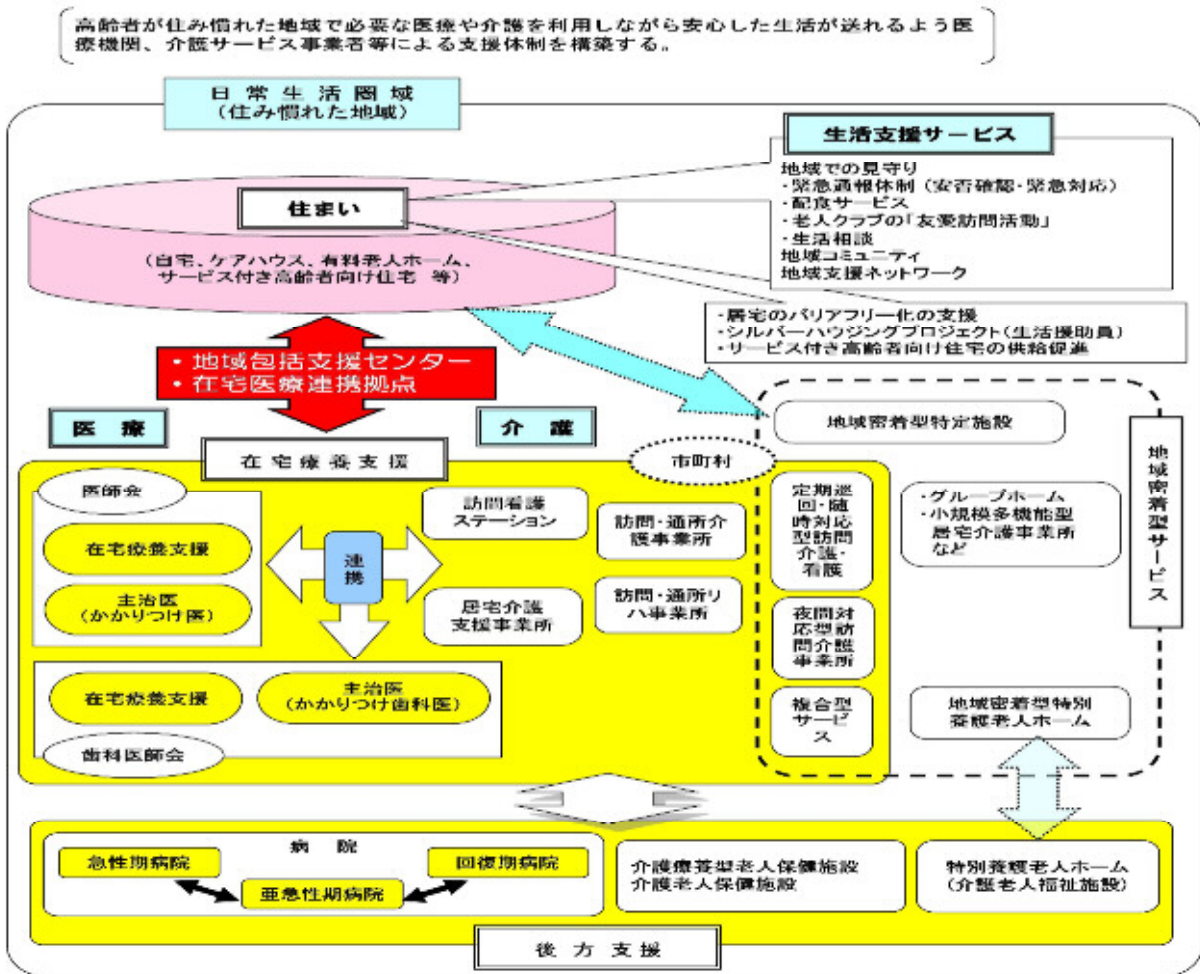 高齢者が住み慣れた地域で必要な医療や介護を利用しながら安心した生活が送れるよう医
療機関、介護サービス事業者等による支援体制を構築する。
日常生活圏域
(住み慣れた地域)
生活支援サービス
地域での見守り
・緊急通報体制(安否確認・緊急対応)
・配食サービス
・老人クラブの「友愛訪問活動」
・生活相談
地域コミュニティ
地域支援ネットワーク
住まい
(自宅、ケアハウス、有料老人ホーム、
サービス付き高齢者向け住宅 等)
・居宅のバリアフリー化の支援
・シルバーハウジングプロジェクト(生活援助員)
・サービス付き高齢者向け住宅の供給促進
・地域包括支援センター
・在宅医療連携拠点
医療
介護
在宅療養支援
市町村
地域密着型特定施設
地域密着型サービス
医師会
在宅療養支援
主治医
(かかりつけ医)
連携
訪問看護
ステーション
訪問・通所介
護事業所
居宅介護
支援事業所
訪問・通所リ
ハ事業所
定期巡
回・随
時対応
型訪問
介護・
看護
・グループホーム
・小規模多機能型
居宅介護事業所
など
夜間対
応型訪
問介護
事業所
複合型
サービ
ス
地域密着型特別
養護老人ホーム
在宅療養支援
主治医
(かかりつけ歯科医)
歯科医師会
病院
急性期病院
回復期病院
亜急性期病院
介護療養型老人保健施設
介護老人保健施設
特別養護老人ホーム
(介護老人福祉施設)
後方支援